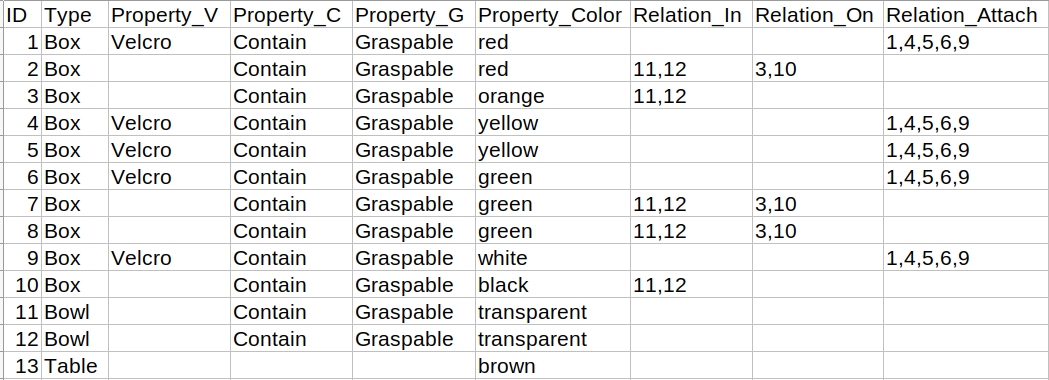 ID Type Property_V Property_C Property_G Property_Color Relation_In Relation_On Relation_Attach
1 Box Velcro Contain Graspable red 1,4,5,6,9
2 Box Contain Graspable red 11,12 3,10
3 Box Contain Graspable orange 11,12
4 Box Velcro Contain Graspable yellow 1,4,5,6,9
5 Box Velcro Contain Graspable yellow 1,4,5,6,9
6 Box Velcro Contain Graspable green 1,4,5,6,9
7 Box Contain Graspable green 11,12 3,10
8 Box Contain Graspable green 11,12 3,10
9 Box Velcro Contain Graspable white 1,4,5,6,9
10 Box Contain Graspable black 11,12
11 Bowl Contain Graspable transparent
12 Bowl Contain Graspable transparent
13 Table brown